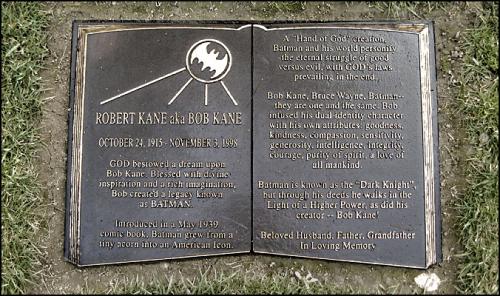 ROBERT KANE aka BOB KANE
OCTOBER 24, 1915 - NOVEMBER 3, 1998
GOD bestowed a dream upon
Bob Kane. Blessed with divine
inspiration and a rich imagination,
Bob created a legacy known
as BATMAN.
Introduced in a May 1939
comic book, Batman grew from a
tiny acorn into an American Icon.
A "Hand of God" creation,
Batman and his world personify
the eternal struggle of good
versus evil, with GOD's laws
prevailing in the end.
Bob Kane, Bruce Wayne, Batman--
they are one and the same. Bob
infused his dual identity character
with his own attributes: goodness,
kindness, compassion, sensitivity,
generosity, intelligence, integrity,
courage, purity of spirit, a love of
all mankind.
Batman is known as the "Dark Knight",
but through his deeds he walks in the
Light of a Higher Power, as did his
creator -- Bob Kane!
Beloved Husband, Father, Grandfather
In Loving Memory